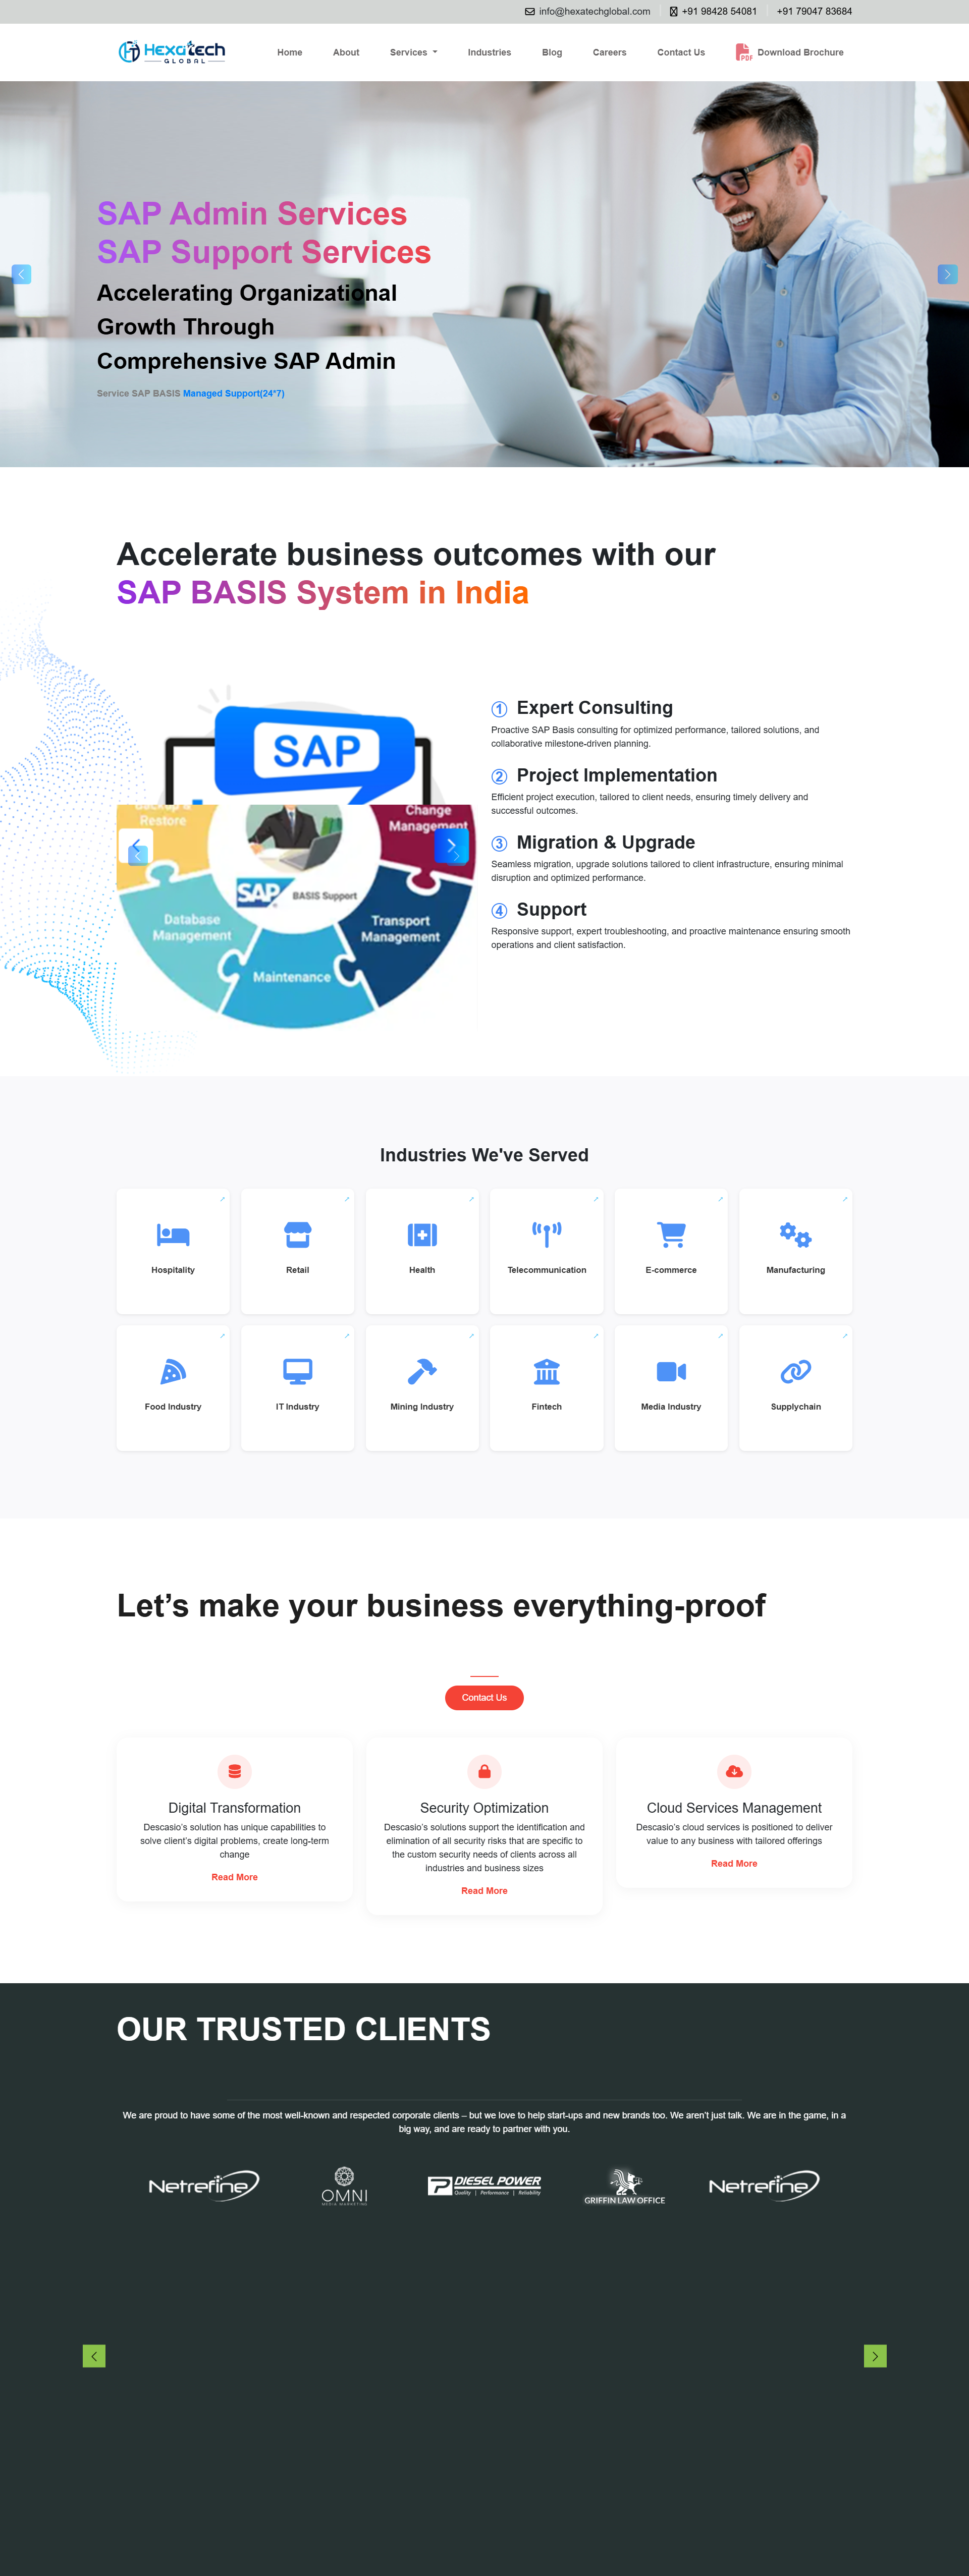 info@hexatechglobal.com
+91 98428 54081
+91 79047 83684
Hexatech
GLOBAL
Home
About
Services
Industries
Blog
Careers
Contact Us
PDF
Download Brochure
SAP Admin Services
SAP Support Services
Accelerating Organizational
Growth Through
Comprehensive SAP Admin
Service SAP BASIS Managed Support(24*7)
Accelerate business outcomes with our
SAP BASIS System in India
SAP
Restore
Change
Management
SAP
BASIS Support
Database
Management
Transport
Management
Maintenance
1 Expert Consulting
Proactive SAP Basis consulting for optimized performance, tailored solutions, and
collaborative milestone-driven planning.
2 Project Implementation
Efficient project execution, tailored to client needs, ensuring timely delivery and
successful outcomes.
3 Migration & Upgrade
Seamless migration, upgrade solutions tailored to client infrastructure, ensuring minimal
disruption and optimized performance.
4 Support
Responsive support, expert troubleshooting, and proactive maintenance ensuring smooth
operations and client satisfaction.
Industries We've Served
Hospitality
Retail
Health
Telecommunication
E-commerce
Manufacturing
Food Industry
IT Industry
Mining Industry
Fintech
Media Industry
Supplychain
Let’s make your business everything-proof
Contact Us
Digital Transformation
Descasio’s solution has unique capabilities to
solve client’s digital problems, create long-term
change
Read More
Security Optimization
Descasio’s solutions support the identification and
elimination of all security risks that are specific to
the custom security needs of clients across all
industries and business sizes
Read More
Cloud Services Management
Descasio’s cloud services is positioned to deliver
value to any business with tailored offerings
Read More
OUR TRUSTED CLIENTS
We are proud to have some of the most well-known and respected corporate clients – but we love to help start-ups and new brands too. We aren’t just talk. We are in the game, in a
big way, and are ready to partner with you.
Netrefine
OMNI
MEDIA MARKETING
DIESEL POWER
Quality | Performance | Reliability
GRIFFIN LAW OFFICE
Netrefine